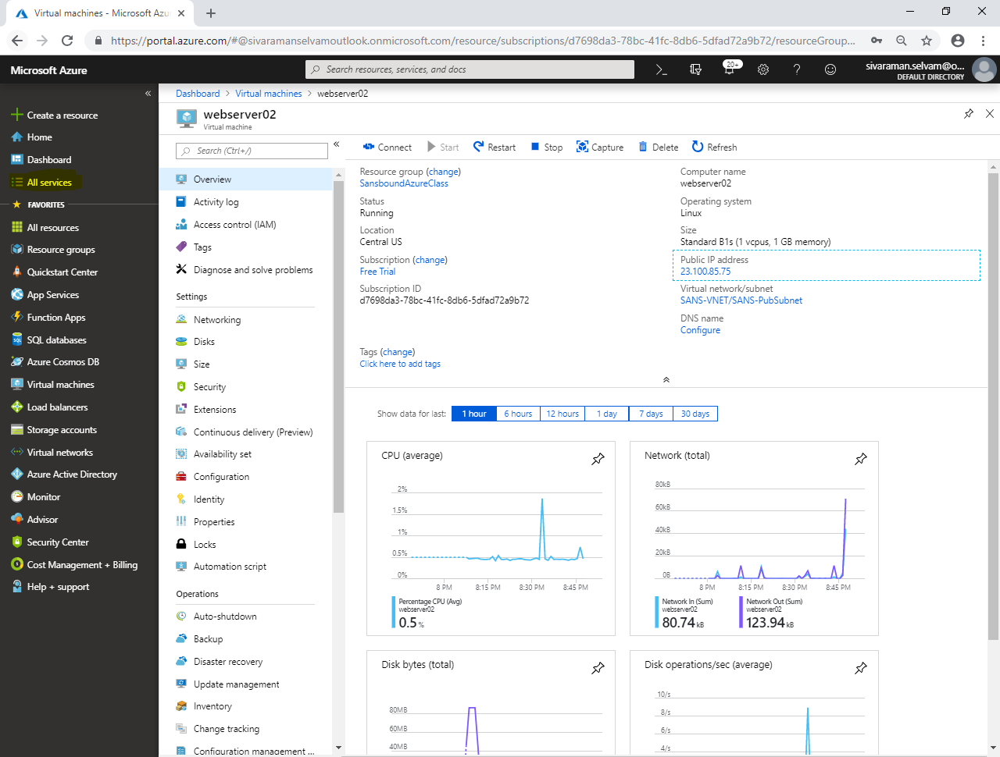 Virtual machines - Microsoft Azu
https://portal.azure.com/#@sivaramanselvamoutlook.onmicrosoft.com/resource/subscriptions/d7698da3-78bc-41fc-8db6-5dfad72a9b72/resourceGroup...
Microsoft Azure
Search resources, services, and docs
20+
sivaraman.selvam@o...
DEFAULT DIRECTORY
Create a resource
Home
Dashboard
All services
FAVORITES
All resources
Resource groups
Quickstart Center
App Services
Function Apps
SQL databases
Azure Cosmos DB
Virtual machines
Load balancers
Storage accounts
Virtual networks
Azure Active Directory
Monitor
Advisor
Security Center
Cost Management + Billing
Help + support
Dashboard > Virtual machines > webserver02
webserver02
Virtual machine
Search (Ctrl+/)
Overview
Activity log
Access control (IAM)
Tags
Diagnose and solve problems
Settings
Networking
Disks
Size
Security
Extensions
Continuous delivery (Preview)
Availability set
Configuration
Identity
Properties
Locks
Automation script
Operations
Auto-shutdown
Backup
Disaster recovery
Update management
Inventory
Change tracking
Configuration management ...
Connect Start Restart Stop Capture Delete Refresh
Resource group (change)
SansboundAzureClass
Status
Running
Location
Central US
Subscription (change)
Free Trial
Subscription ID
d7698da3-78bc-41fc-8db6-5dfad72a9b72
Computer name
webserver02
Operating system
Linux
Size
Standard B1s (1 vcpus, 1 GB memory)
Public IP address
23.100.85.75
Virtual network/subnet
SANS-VNET/SANS-PubSubnet
DNS name
Configure
Tags (change)
Click here to add tags
Show data for last: 1 hour 6 hours 12 hours 1 day 7 days 30 days
CPU (average)
2%
1.5%
1%
0.5%
0%
8 PM 8:15 PM 8:30 PM 8:45 PM
Percentage CPU (Avg)
webserver02
0.5 %
Network (total)
80kB
60kB
40kB
20kB
0B
8 PM 8:15 PM 8:30 PM 8:45 PM
Network In (Sum)
webserver02
80.74 kB
Network Out (Sum)
webserver02
123.94 kB
Disk bytes (total)
80MB
60MB
40MB
Disk operations/sec (average)
10/s
8/s
6/s
4/s